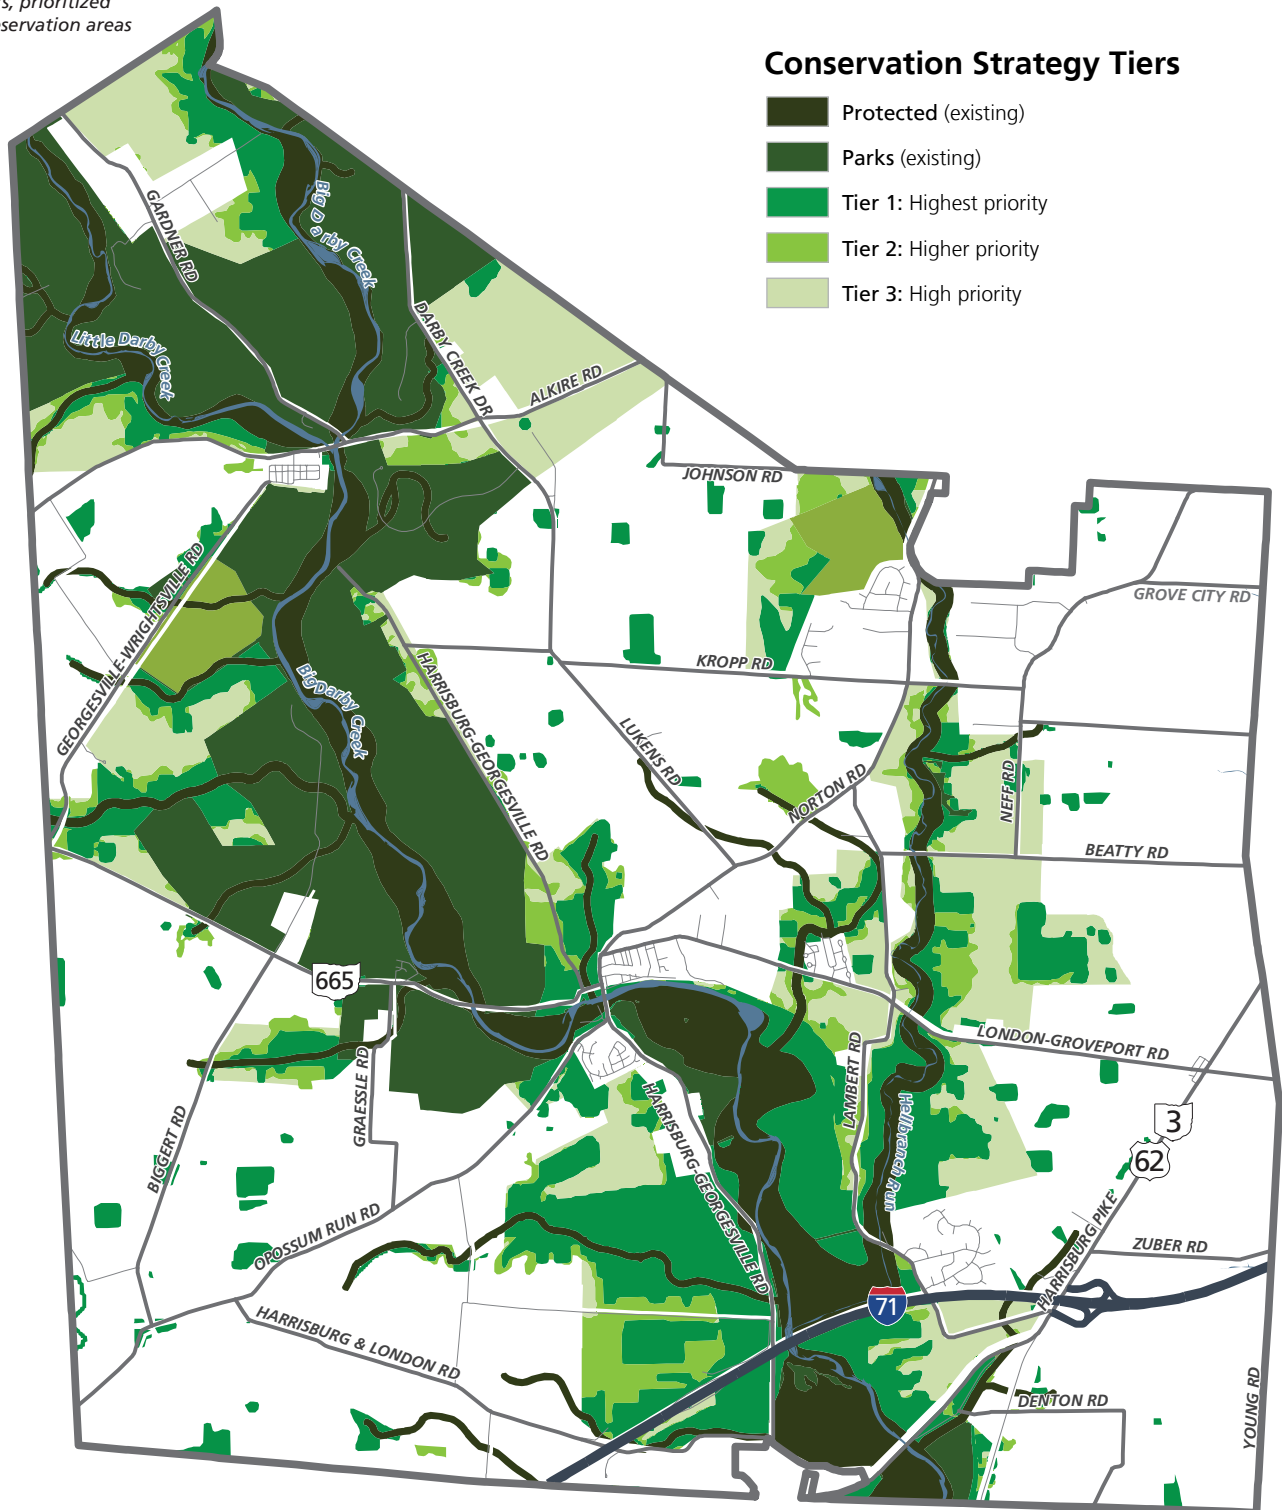 s, prioritized
servation areas
Conservation Strategy Tiers
Protected (existing)
Parks (existing)
Tier 1: Highest priority
Tier 2: Higher priority
Tier 3: High priority
GARDNER RD
Big Darby Creek
Little Darby Creek
DARBY CREEK DR
ALKIRE RD
JOHNSON RD
GROVE CITY RD
GEORGESVILLE-WRIGHTSVILLE RD
KROPP RD
HARRISBURG-GEORGESVILLE RD
Big Darby Creek
LUKENS RD
NORTON RD
NEFF RD
BEATTY RD
665
LONDON-GROVEPORT RD
LAMBERT RD
GRAESSLE RD
BIGGERT RD
HARRISBURG-GEORGESVILLE RD
Hellbranch Run
3
62
OPOSSUM RUN RD
HARRISBURG PIKE
ZUBER RD
71
HARRISBURG & LONDON RD
DENTON RD
YOUNG RD